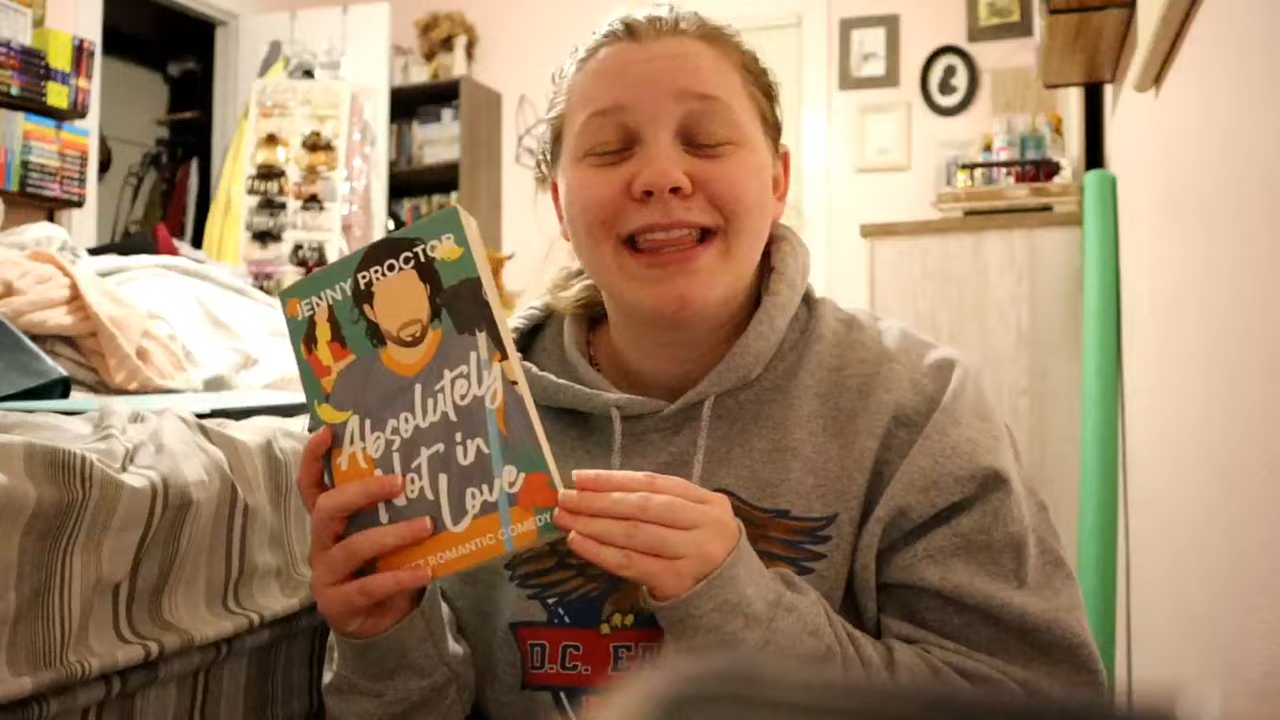 JENNY PROCTOR
Absolutely
Not in
Love
ROMANTIC COMEDY
D.C.